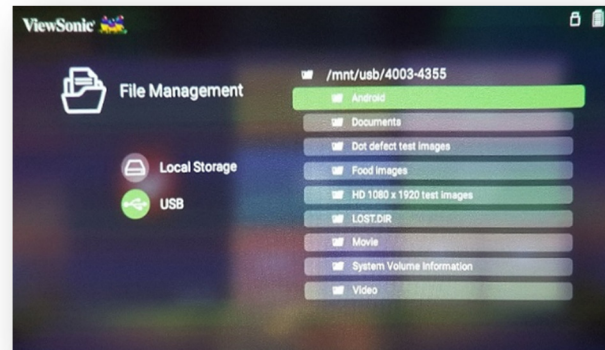 ViewSonic
File Management
Local Storage
USB
/mnt/usb/4003-4355
Android
Documents
Dot defect test images
Food images
HD 1080 x 1920 test images
LOST.DIR
Movie
System Volume Information
Video